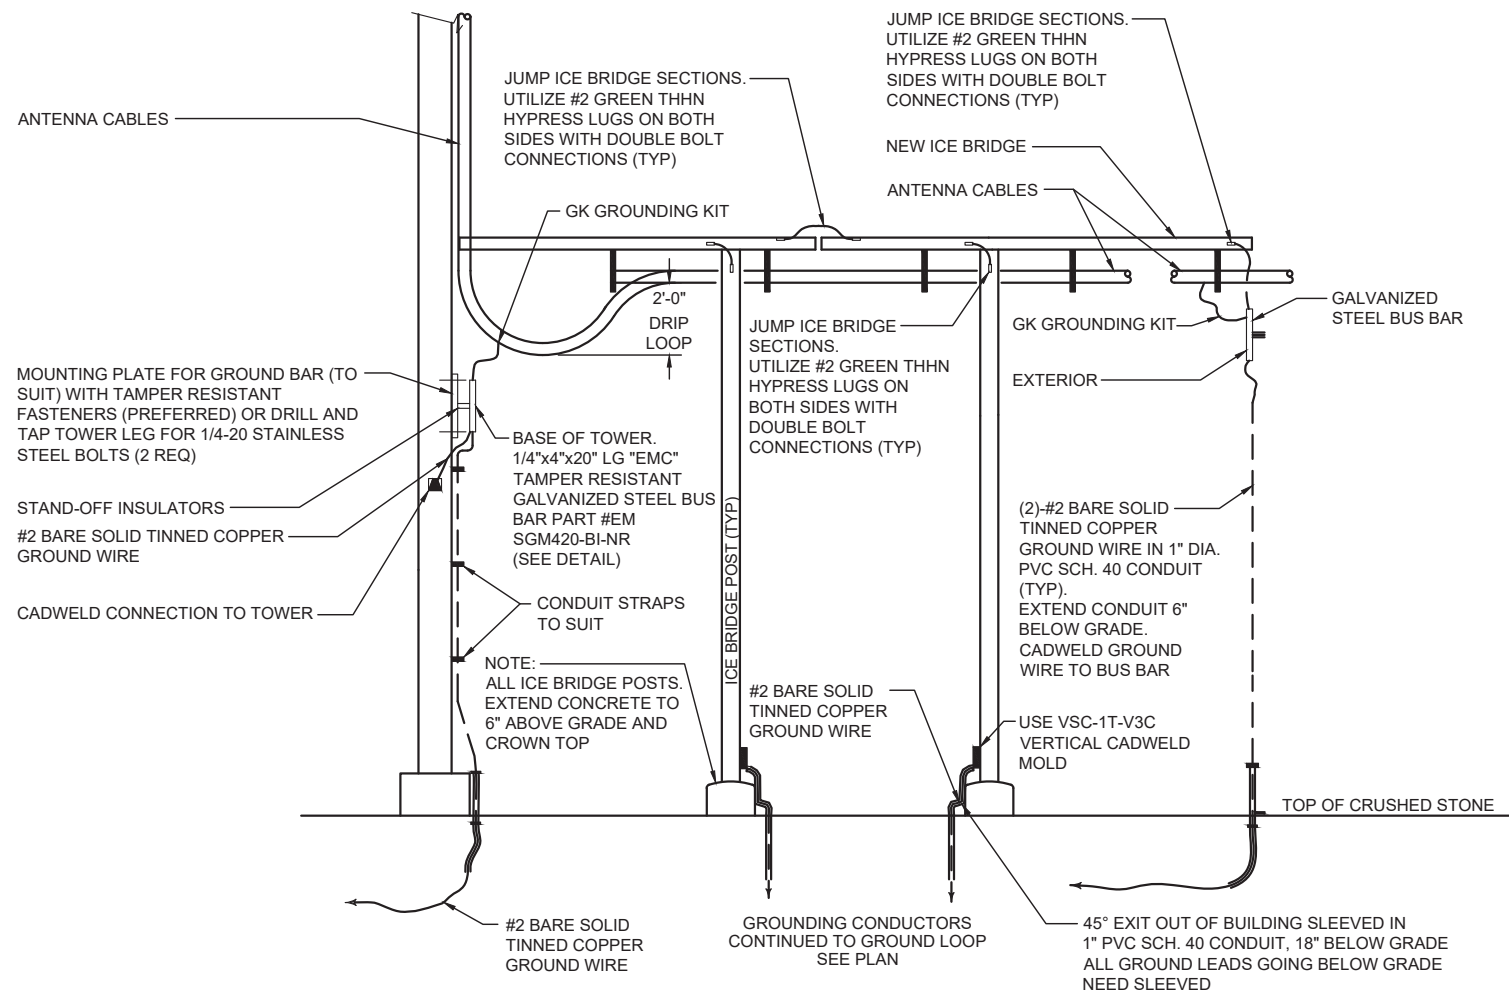 JUMP ICE BRIDGE SECTIONS.
UTILIZE #2 GREEN THHN
HYPRESS LUGS ON BOTH
SIDES WITH DOUBLE BOLT
CONNECTIONS (TYP)
JUMP ICE BRIDGE SECTIONS.
UTILIZE #2 GREEN THHN
HYPRESS LUGS ON BOTH
SIDES WITH DOUBLE BOLT
CONNECTIONS (TYP)
ANTENNA CABLES
NEW ICE BRIDGE
ANTENNA CABLES
GK GROUNDING KIT
2'-0"
DRIP
LOOP
JUMP ICE BRIDGE
SECTIONS.
UTILIZE #2 GREEN THHN
HYPRESS LUGS ON
BOTH SIDES WITH
DOUBLE BOLT
CONNECTIONS (TYP)
GK GROUNDING KIT
GALVANIZED
STEEL BUS BAR
EXTERIOR
MOUNTING PLATE FOR GROUND BAR (TO
SUIT) WITH TAMPER RESISTANT
FASTENERS (PREFERRED) OR DRILL AND
TAP TOWER LEG FOR 1/4-20 STAINLESS
STEEL BOLTS (2 REQ)
BASE OF TOWER.
1/4"x4"x20" LG "EMC"
TAMPER RESISTANT
GALVANIZED STEEL BUS
BAR PART #EM
SGM420-BI-NR
(SEE DETAIL)
STAND-OFF INSULATORS
#2 BARE SOLID TINNED COPPER
GROUND WIRE
CADWELD CONNECTION TO TOWER
CONDUIT STRAPS
TO SUIT
ICE BRIDGE POST (TYP)
(2)-#2 BARE SOLID
TINNED COPPER
GROUND WIRE IN 1" DIA.
PVC SCH. 40 CONDUIT
(TYP).
EXTEND CONDUIT 6"
BELOW GRADE.
CADWELD GROUND
WIRE TO BUS BAR
NOTE:
ALL ICE BRIDGE POSTS.
EXTEND CONCRETE TO
6" ABOVE GRADE AND
CROWN TOP
#2 BARE SOLID
TINNED COPPER
GROUND WIRE
USE VSC-1T-V3C
VERTICAL CADWELD
MOLD
TOP OF CRUSHED STONE
#2 BARE SOLID
TINNED COPPER
GROUND WIRE
GROUNDING CONDUCTORS
CONTINUED TO GROUND LOOP
SEE PLAN
45° EXIT OUT OF BUILDING SLEEVED IN
1" PVC SCH. 40 CONDUIT, 18" BELOW GRADE
ALL GROUND LEADS GOING BELOW GRADE
NEED SLEEVED